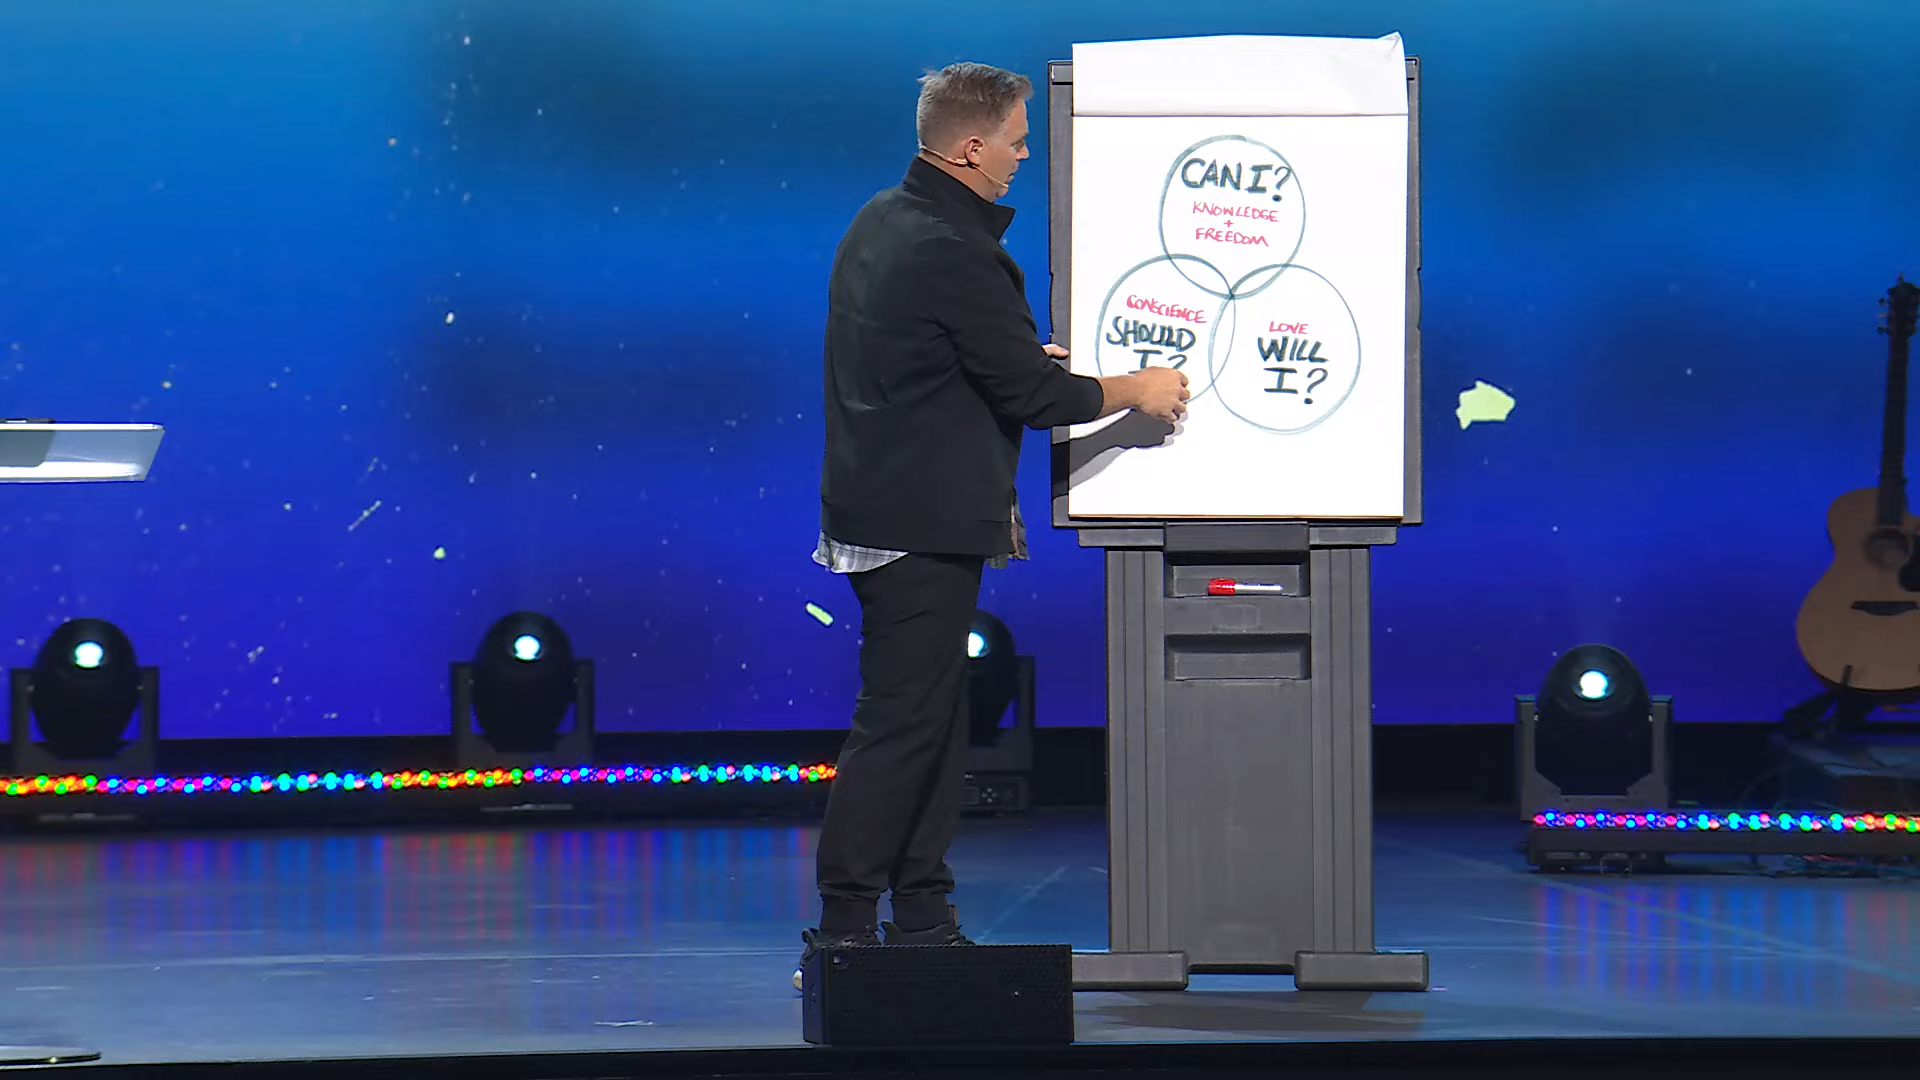 CAN I?
KNOWLEDGE
+
FREEDOM
CONSCIENCE
SHOULD
I?
LOVE
WILL
I?